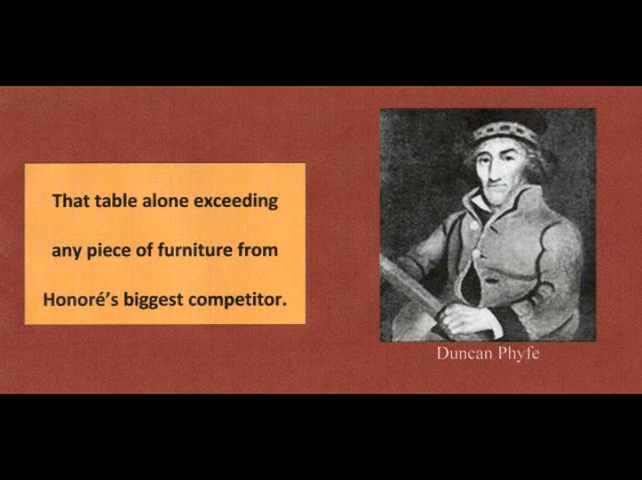 That table alone exceeding
any piece of furniture from
Honoré's biggest competitor.
Duncan Phyfe